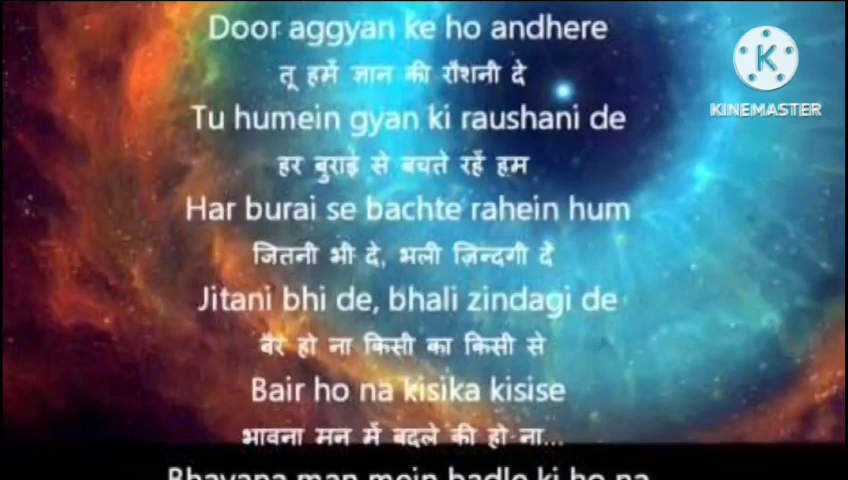 Door aggyan ke ho andhere
तू हमें ज्ञान की रौशनी दे
Tu humein gyan ki raushani de
हर बुराई से बचते रहें हम
Har burai se bachte rahein hum
जितनी भी दे, भली ज़िन्दगी दे
Jitani bhi de, bhali zindagi de
बैर हो ना किसी का किसी से
Bair ho na kisika kisise
भावना मन में बदले की हो ना...
Bhavana man mein badle ki ho na
K
KINEMASTER